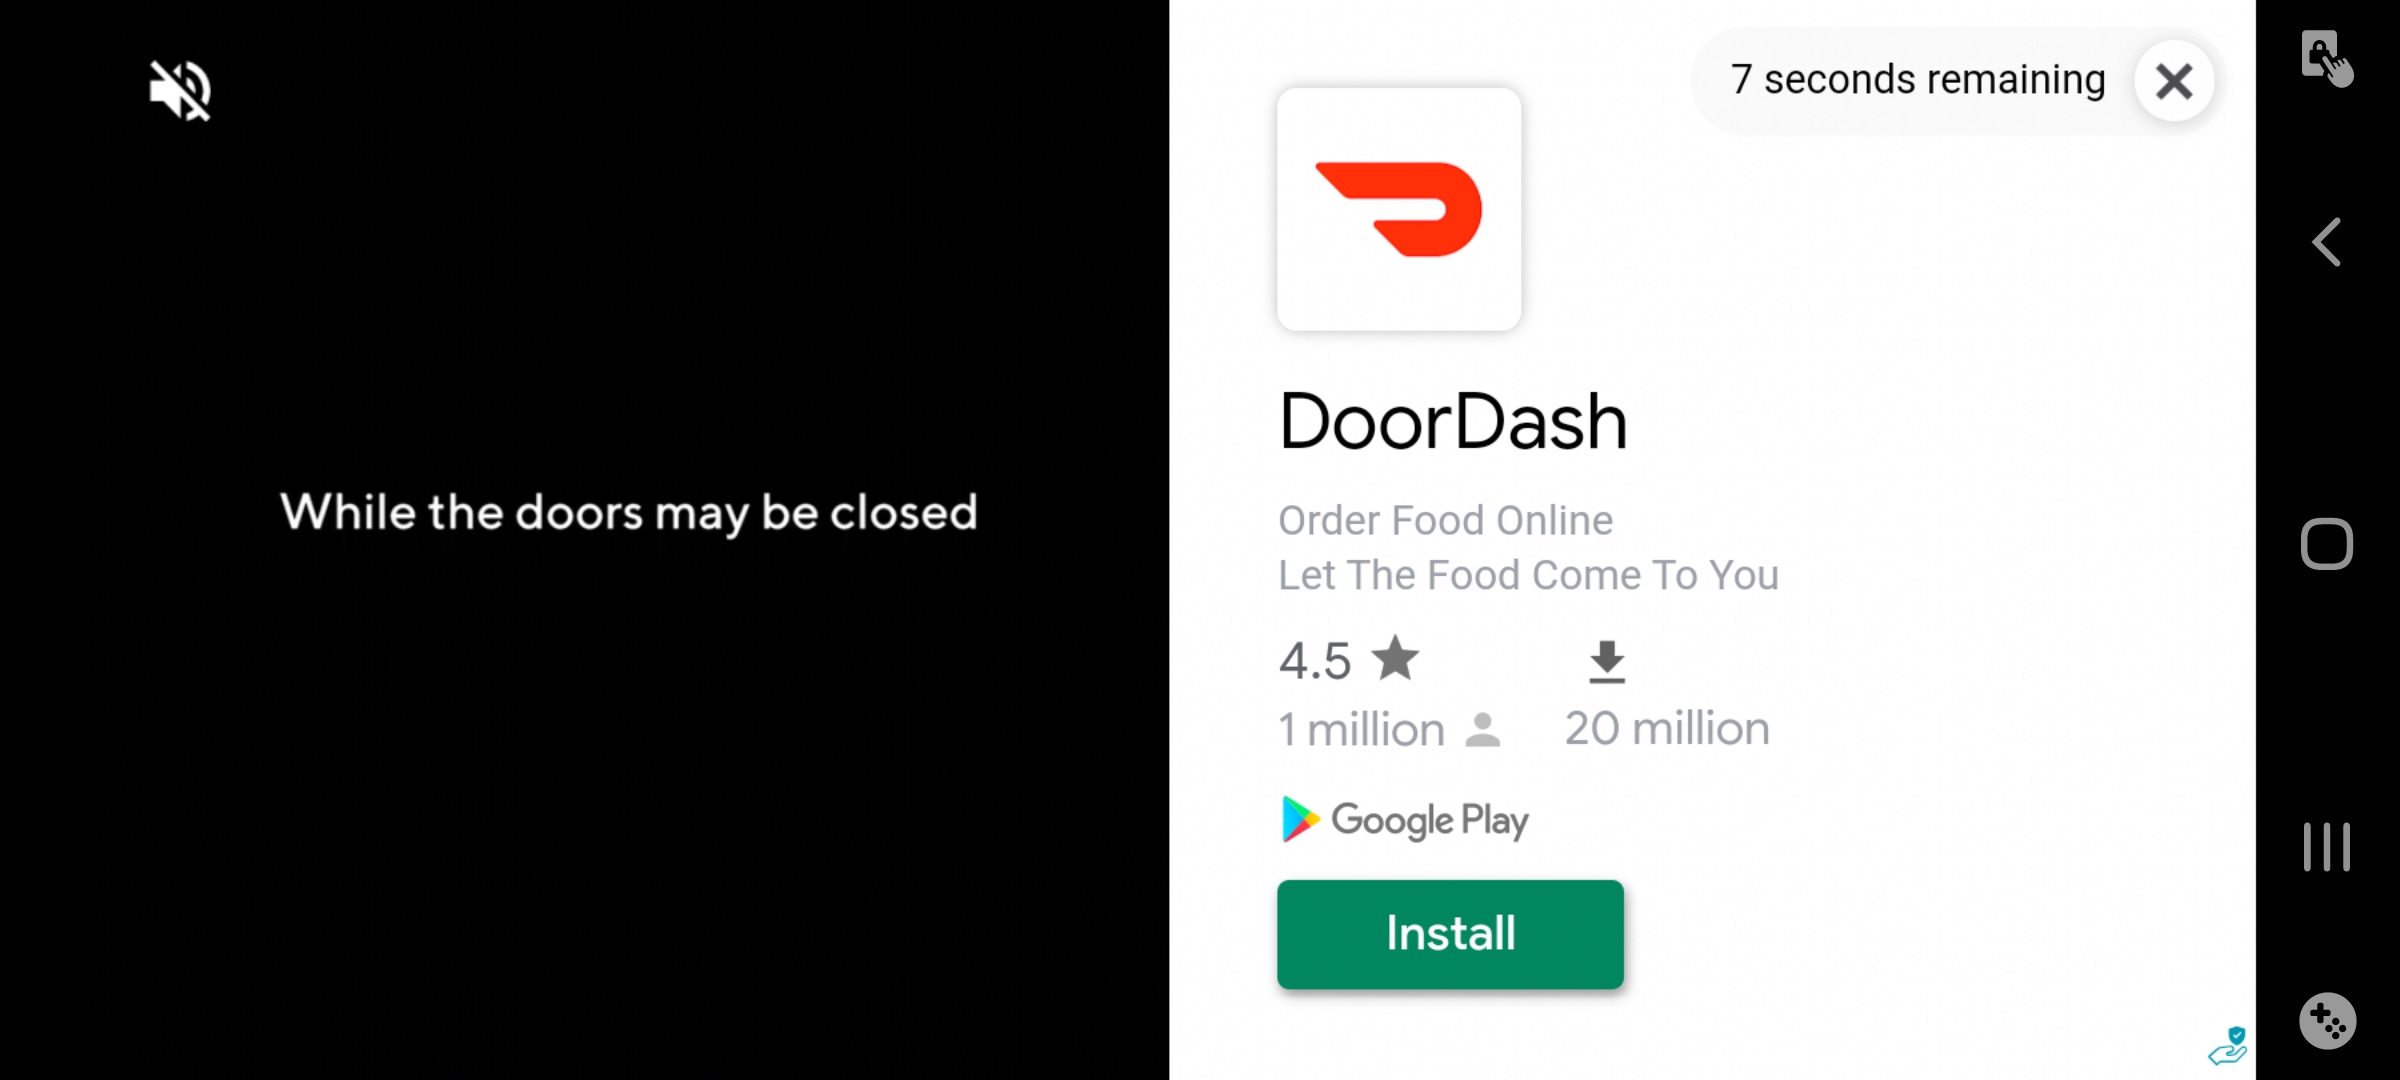 While the doors may be closed
7 seconds remaining
DoorDash
Order Food Online
Let The Food Come To You
4.5
1 million
20 million
Google Play
Install